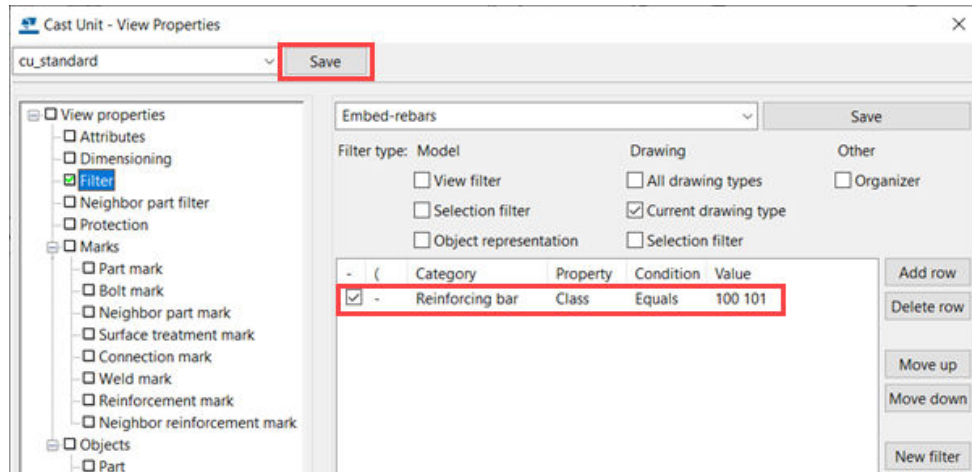 Cast Unit - View Properties
cu_standard Save
View properties
Attributes
Dimensioning
Filter
Neighbor part filter
Protection
Marks
Part mark
Bolt mark
Neighbor part mark
Surface treatment mark
Connection mark
Weld mark
Reinforcement mark
Neighbor reinforcement mark
Objects
Part
Embed-rebars Save
Filter type: Model Drawing Other
View filter All drawing types Organizer
Selection filter Current drawing type
Object representation Selection filter
- ( Category Property Condition Value
- Reinforcing bar Class Equals 100 101
Add row
Delete row
Move up
Move down
New filter